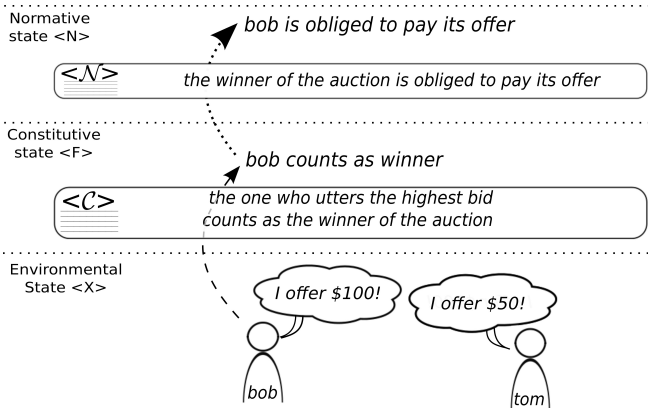 Normative
state <N>
bob is obliged to pay its offer
<𝒩>
the winner of the auction is obliged to pay its offer
Constitutive
state <F>
bob counts as winner
<𝒞>
the one who utters the highest bid
counts as the winner of the auction
Environmental
State <X>
I offer $100!
I offer $50!
bob
tom